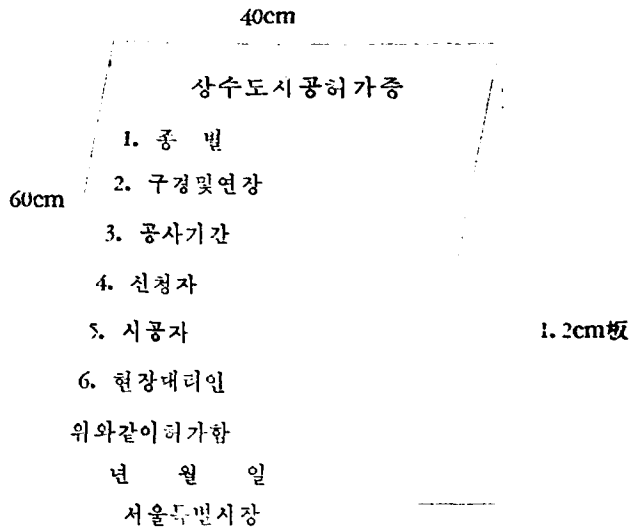 40cm
상수도시공허가증
1. 종 별
2. 구경및연장
60cm
3. 공사기간
4. 신청자
5. 시공자
1.2cm板
6. 현장대리인
위와같이허가함
년 월 일
서울특별시장